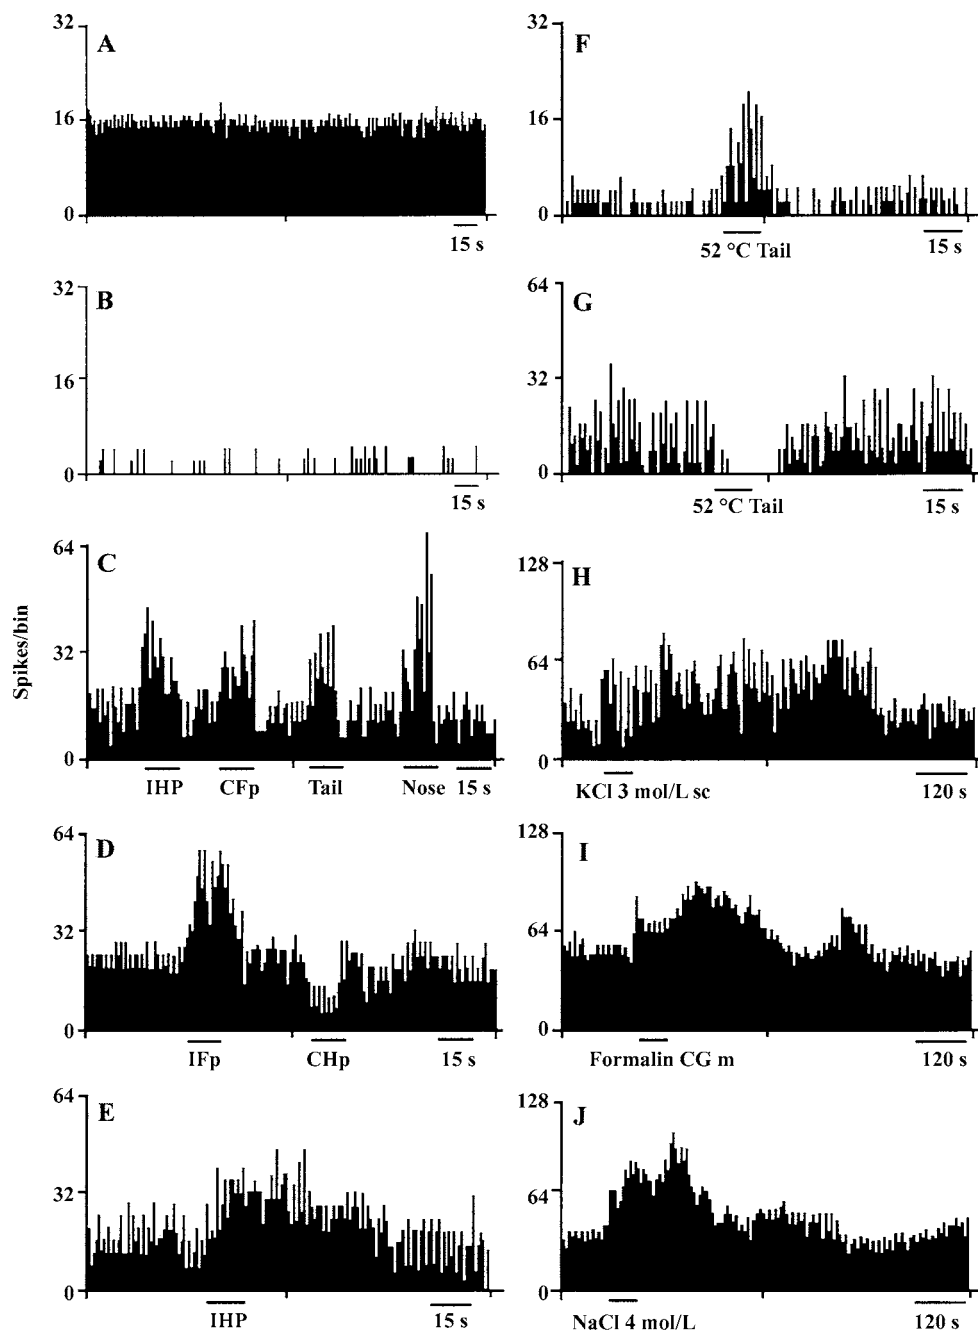 32
A
16
0
15 s
32
B
16
0
15 s
Spikes/bin
64
C
32
0
IHP CFp Tail Nose 15 s
64
D
32
0
IFp CHp 15 s
64
E
32
0
IHP 15 s
32
F
16
0
52 °C Tail 15 s
64
G
32
0
52 °C Tail 15 s
128
H
64
0
KCl 3 mol/L sc 120 s
128
I
64
0
Formalin CG m 120 s
128
J
64
0
NaCl 4 mol/L 120 s